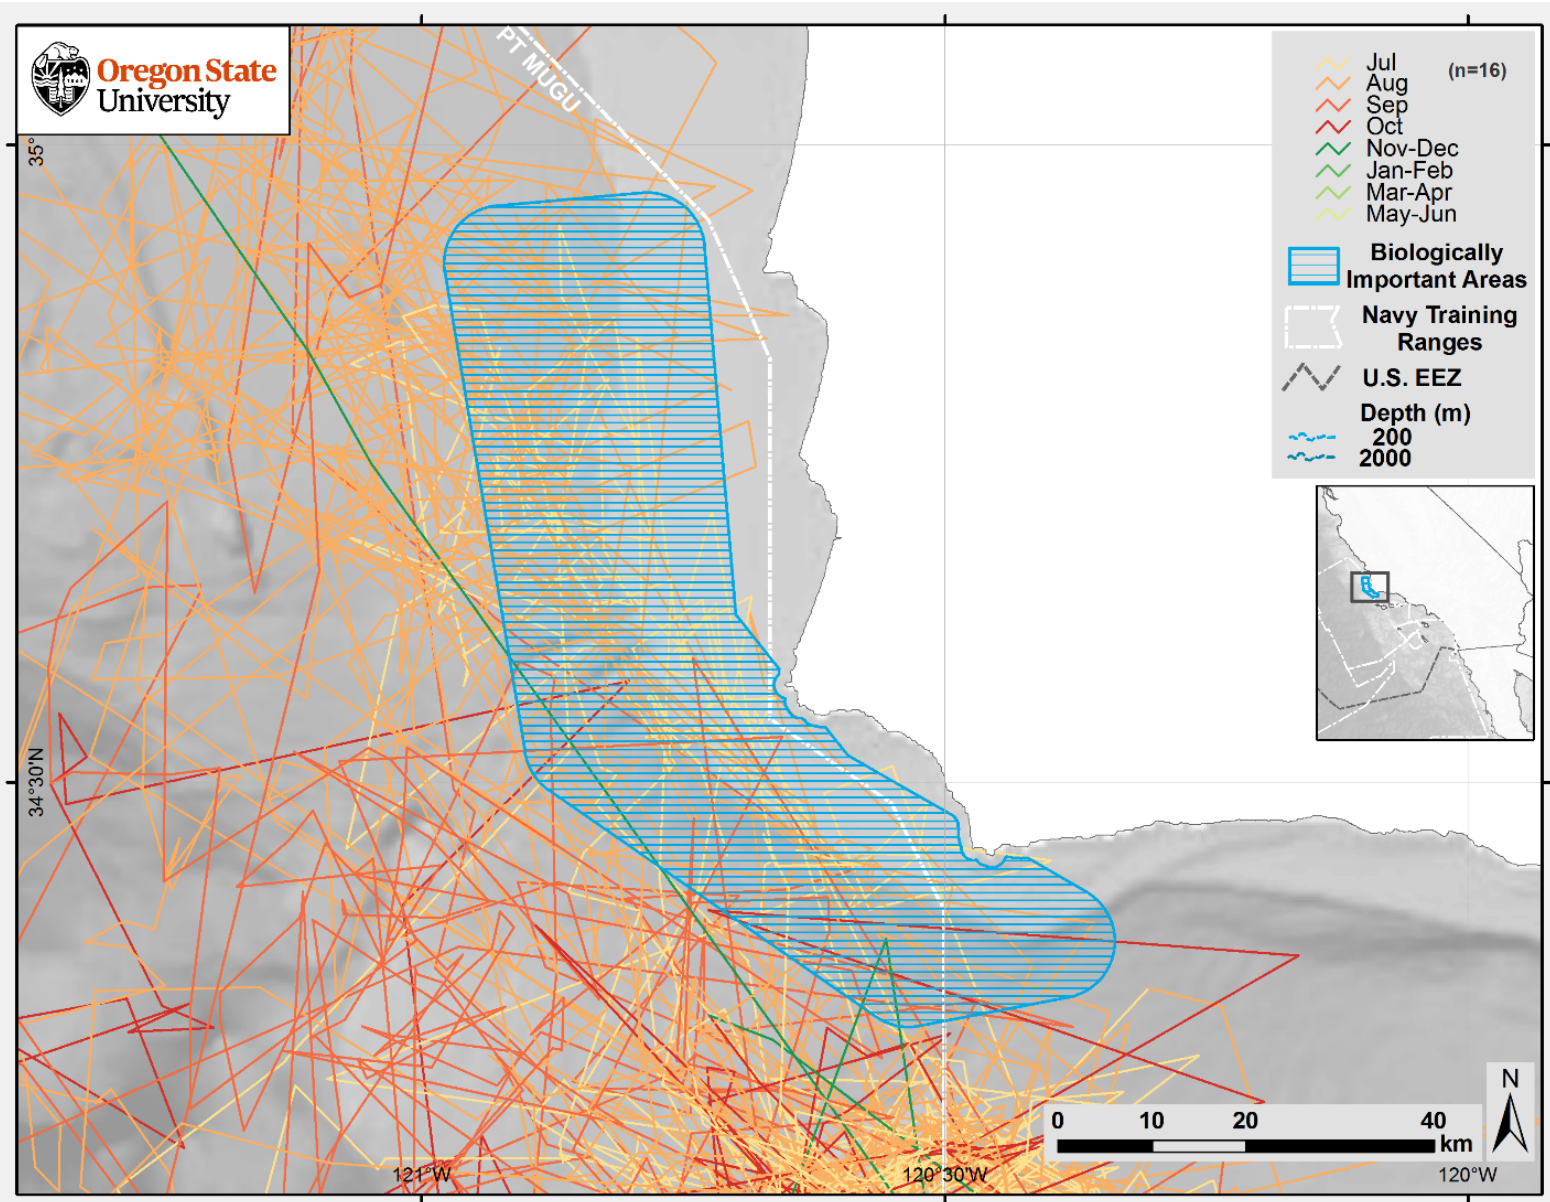 Oregon State
University
PT MUGU
Jul
(n=16)
Aug
Sep
Oct
Nov-Dec
Jan-Feb
Mar-Apr
May-Jun
Biologically
Important Areas
Navy Training
Ranges
U.S. EEZ
Depth (m)
200
2000
35°
34°30'N
N
0 10 20 40
km
121°W
120°30'W
120°W